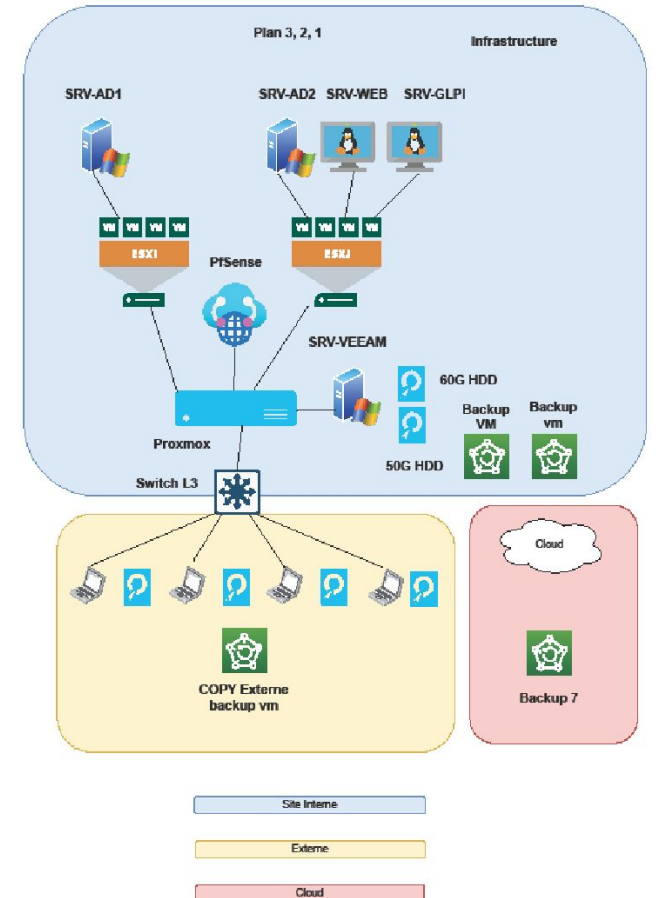 Plan 3, 2, 1
Infrastructure
SRV-AD1
SRV-AD2
SRV-WEB
SRV-GLPI
VM VM VM VM
VM VM VM VM
ESXi
ESXi
PfSense
SRV-VEEAM
60G HDD
Backup
VM
Backup
vm
Proxmox
50G HDD
Switch L3
Cloud
COPY Externe
backup vm
Backup 7
Site Interne
Externe
Cloud